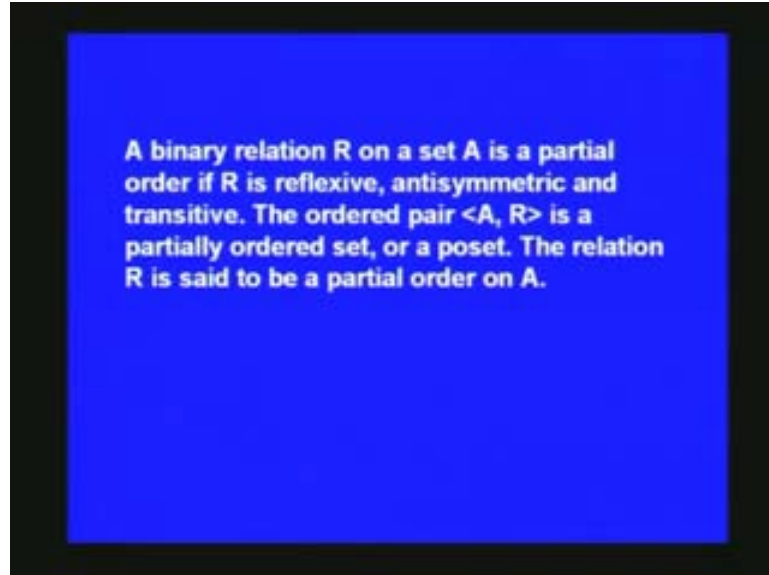 A binary relation R on a set A is a partial
order if R is reflexive, antisymmetric and
transitive. The ordered pair <A, R> is a
partially ordered set, or a poset. The relation
R is said to be a partial order on A.